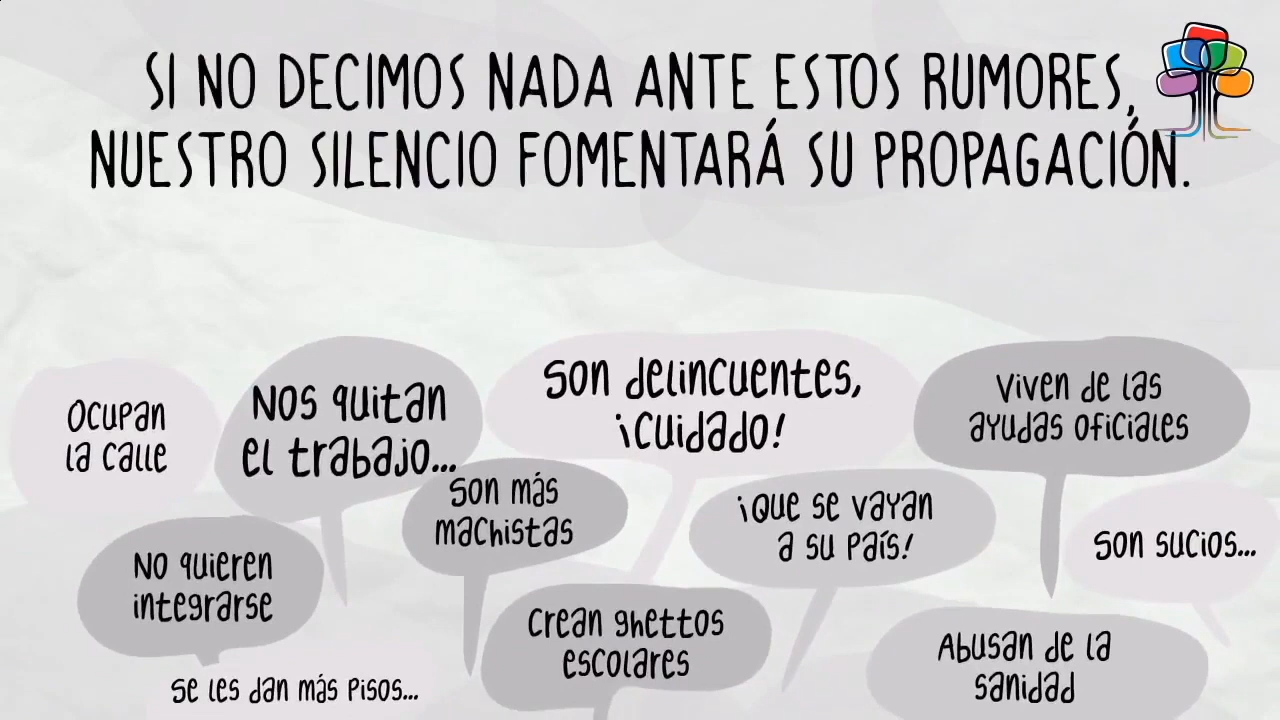 SI NO DECIMOS NADA ANTE ESTOS RUMORES,
NUESTRO SILENCIO FOMENTARÁ SU PROPAGACIÓN.
Ocupan
la calle
Nos quitan
el trabajo...
Son delincuentes,
¡Cuidado!
Viven de las
ayudas oficiales
Son más
machistas
¡Que se vayan
a su país!
Son sucios...
No quieren
integrarse
Crean ghettos
escolares
Abusan de la
sanidad
Se les dan más pisos...